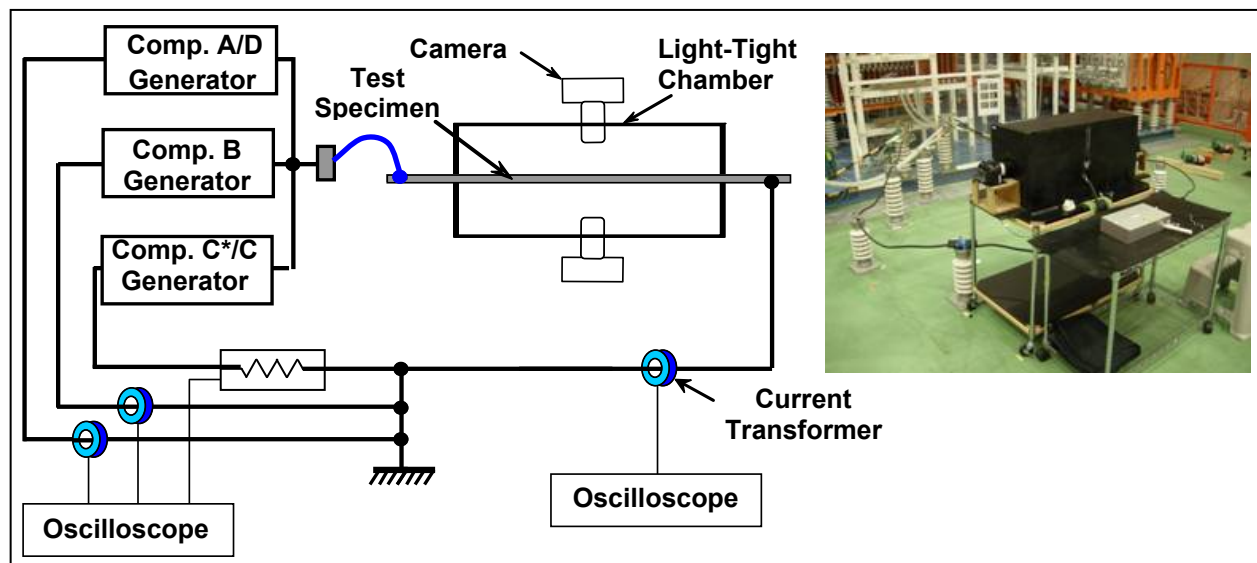 Comp. A/D
Generator
Comp. B
Generator
Comp. C*/C
Generator
Test
Specimen
Camera
Light-Tight
Chamber
Current
Transformer
Oscilloscope
Oscilloscope